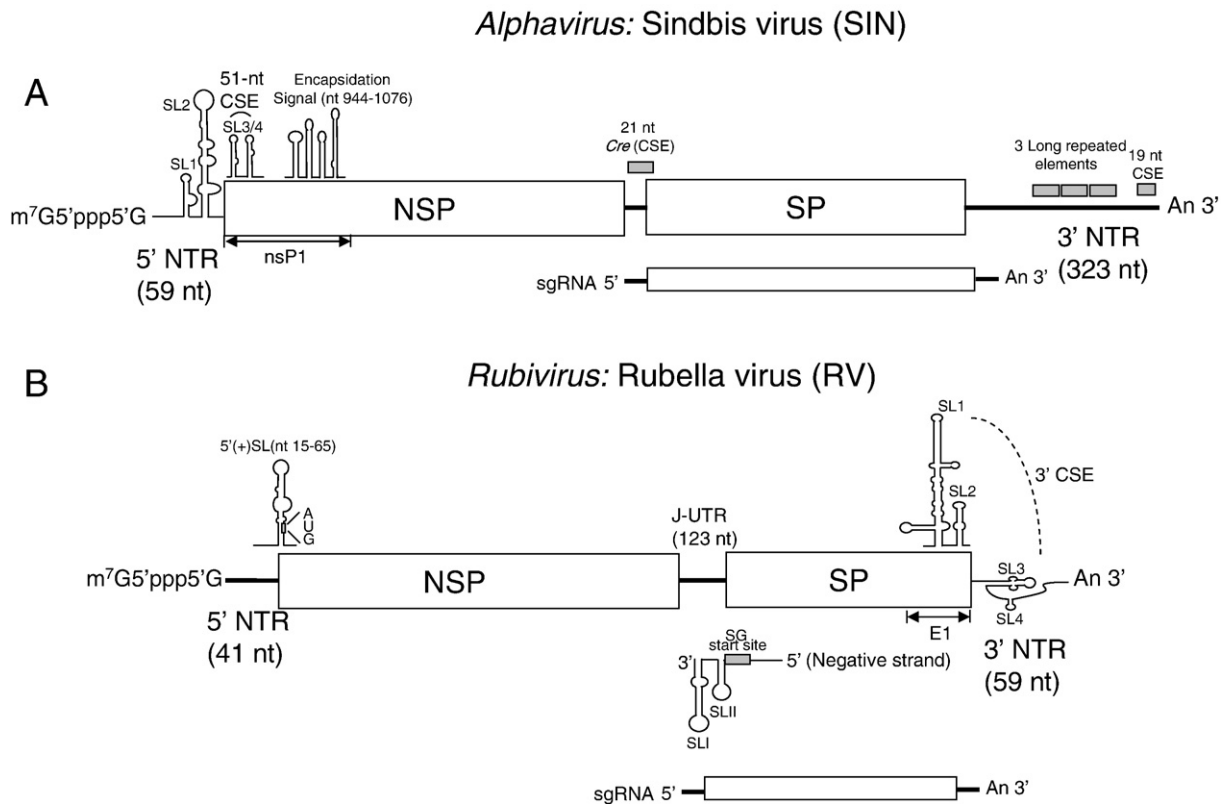 Alphavirus: Sindbis virus (SIN)
A
51-nt
CSE
SL3/4
Encapsidation
Signal (nt 944-1076)
SL2
SL1
21 nt
Cre (CSE)
3 Long repeated
elements
19 nt
CSE
m⁷G5'ppp5'G
NSP
SP
An 3'
5' NTR
(59 nt)
nsP1
3' NTR
(323 nt)
sgRNA 5'
An 3'
Rubivirus: Rubella virus (RV)
B
5'(+)SL(nt 15-65)
A
U
G
SL1
SL2
3' CSE
J-UTR
(123 nt)
m⁷G5'ppp5'G
NSP
SP
SL3
SL4
An 3'
5' NTR
(41 nt)
E1
3' NTR
(59 nt)
SG
start site
3'
5' (Negative strand)
SLII
SLI
sgRNA 5'
An 3'